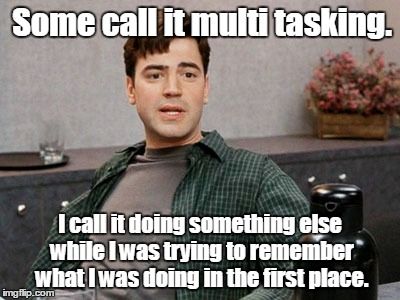 Some call it multi tasking.
I call it doing something else
while I was trying to remember
what I was doing in the first place.
imgflip.com